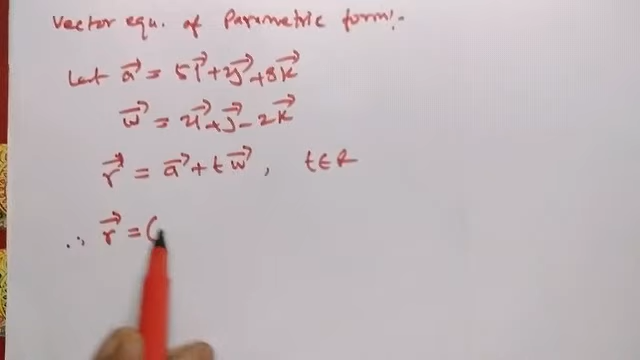 Vector equ. of Parametric form:-
Let a⃗ = 5i⃗ + 2j⃗ + 8k⃗
w⃗ = 2i⃗ + j⃗ - 2k⃗
r⃗ = a⃗ + t w⃗, t ∈ R
∴ r⃗ = (